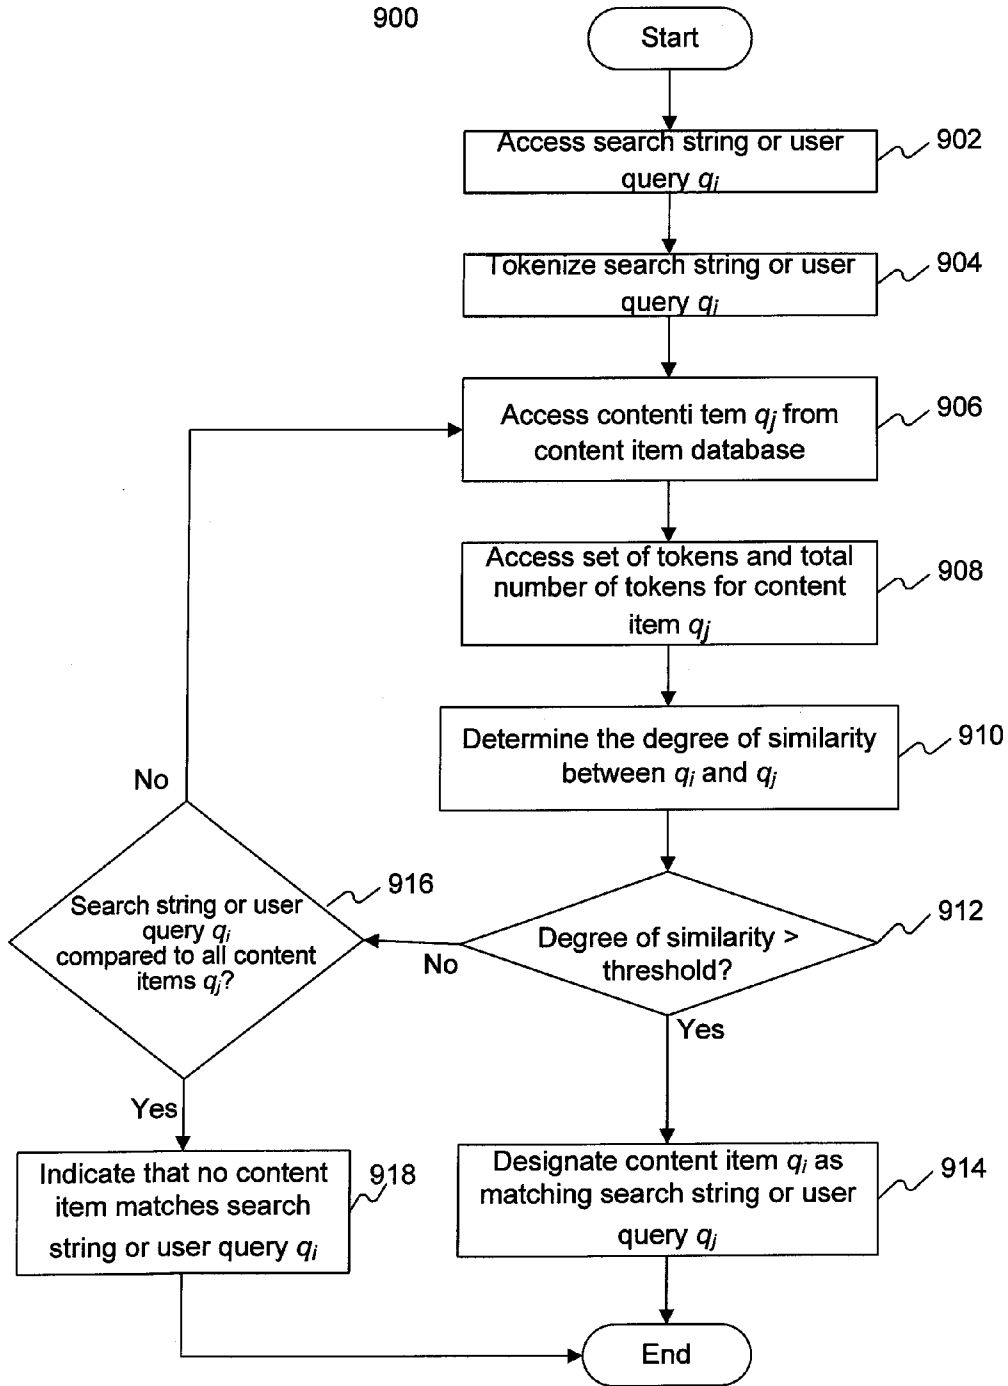 900
Start
Access search string or user
query qi
902
Tokenize search string or user
query qi
904
Access contenti tem qj from
content item database
906
Access set of tokens and total
number of tokens for content
item qj
908
Determine the degree of similarity
between qi and qj
910
No
Search string or user
query qi
compared to all content
items qj?
916
No
Degree of similarity >
threshold?
912
Yes
Yes
Indicate that no content
item matches search
string or user query qi
918
Designate content item qi as
matching search string or user
query qj
914
End